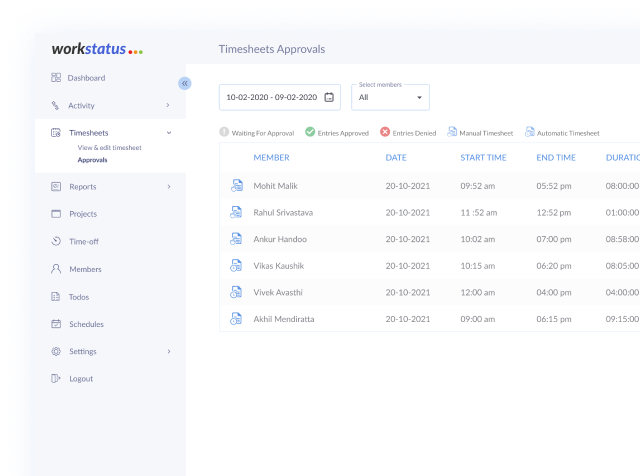 workstatus
Timesheets Approvals
Dashboard
Activity
Timesheets
View & edit timesheet
Approvals
Reports
Projects
Time-off
Members
Todos
Schedules
Settings
Logout
10-02-2020 - 09-02-2020
Select members
All
Waiting For Approval Entries Approved Entries Denied Manual Timesheet Automatic Timesheet
MEMBER DATE START TIME END TIME DURATIO
Mohit Malik 20-10-2021 09:52 am 05:52 pm 08:00:00
Rahul Srivastava 20-10-2021 11 :52 am 12:52 pm 01:00:00
Ankur Handoo 20-10-2021 10:02 am 07:00 pm 08:58:00
Vikas Kaushik 20-10-2021 10:15 am 06:20 pm 08:05:00
Vivek Avasthi 20-10-2021 12:00 am 04:00 pm 04:00:00
Akhil Mendiratta 20-10-2021 09:00 am 06:15 pm 09:15:00